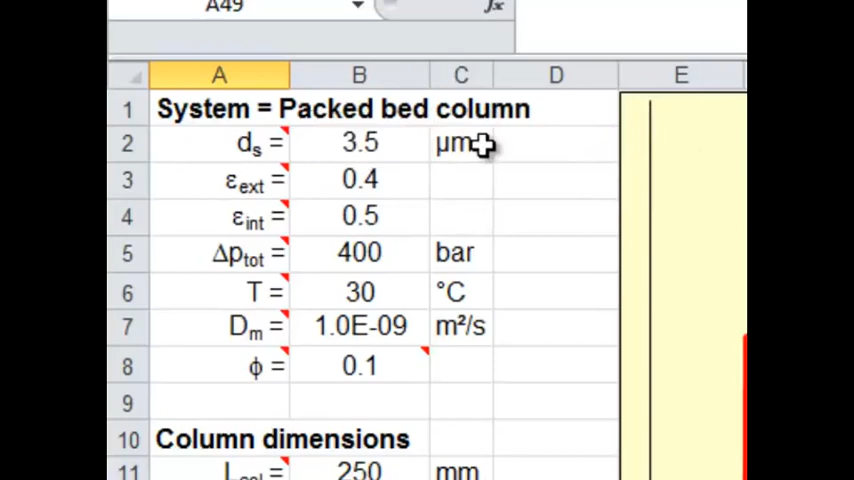 A49
fx
A B C D E
1 System = Packed bed column
2 ds = 3.5 µm
3 εext = 0.4
4 εint = 0.5
5 Δptot = 400 bar
6 T = 30 °C
7 Dm = 1.0E-09 m²/s
8 ϕ = 0.1
9
10 Column dimensions
11 Lcol = 250 mm